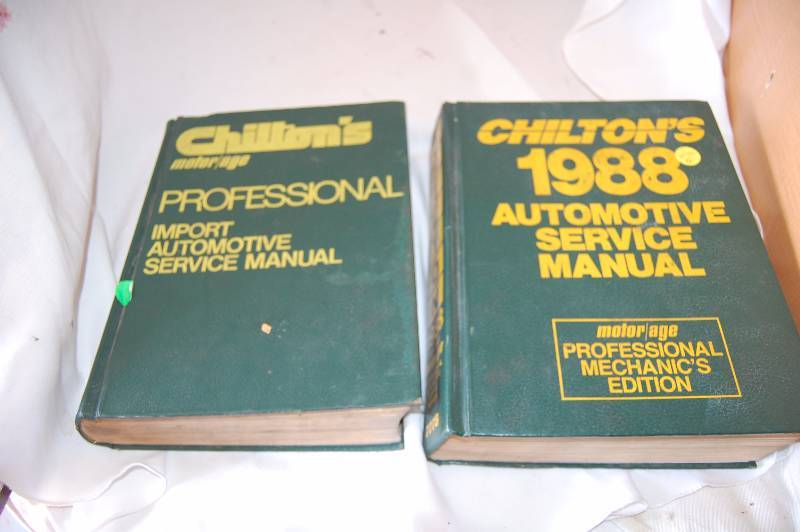 Chilton's
motor/age
PROFESSIONAL
IMPORT
AUTOMOTIVE
SERVICE MANUAL
CHILTON'S
1988
AUTOMOTIVE
SERVICE
MANUAL
motor/age
PROFESSIONAL
MECHANIC'S
EDITION